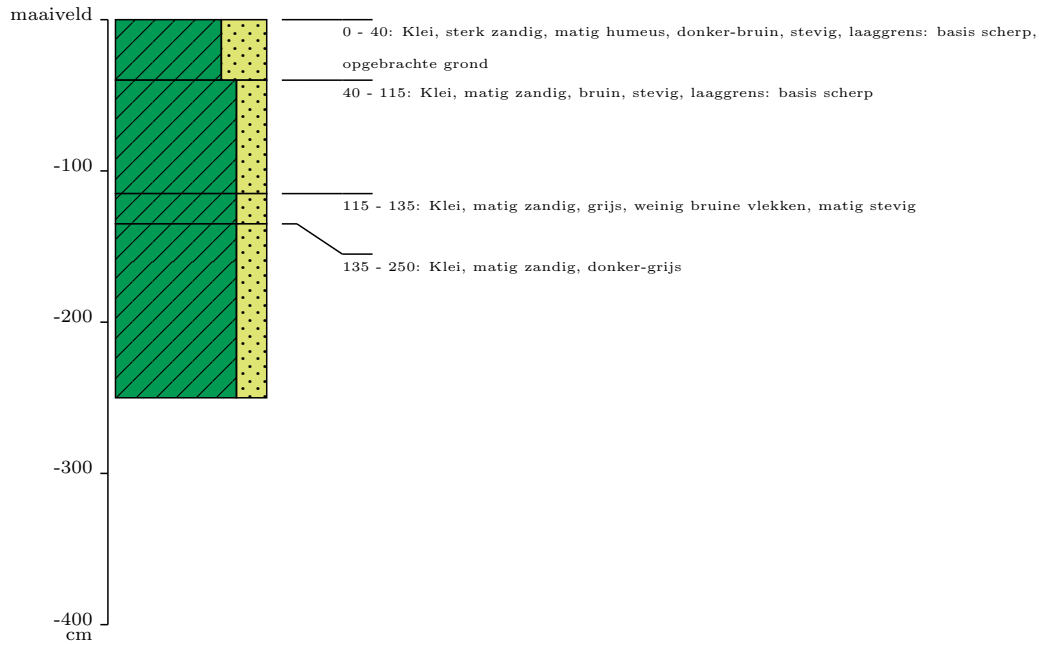 maaiveld
0 - 40: Klei, sterk zandig, matig humeus, donker-bruin, stevig, laaggrens: basis scherp,
opgebrachte grond
40 - 115: Klei, matig zandig, bruin, stevig, laaggrens: basis scherp
-100
115 - 135: Klei, matig zandig, grijs, weinig bruine vlekken, matig stevig
135 - 250: Klei, matig zandig, donker-grijs
-200
-300
-400
cm